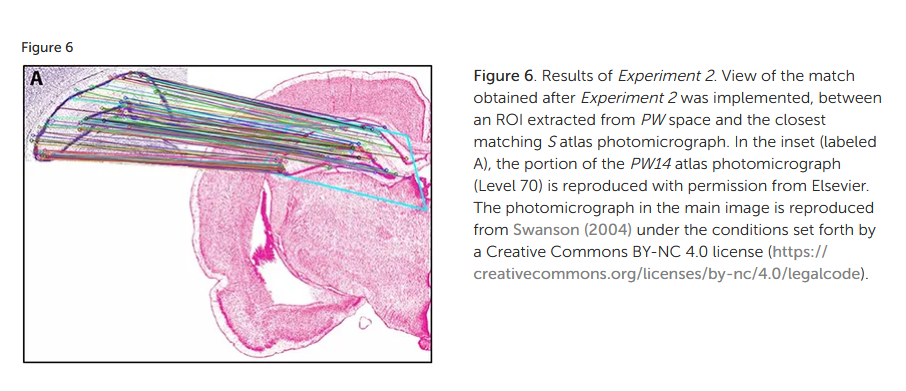 Figure 6
A
Figure 6. Results of Experiment 2. View of the match
obtained after Experiment 2 was implemented, between
an ROI extracted from PW space and the closest
matching S atlas photomicrograph. In the inset (labeled
A), the portion of the PW14 atlas photomicrograph
(Level 70) is reproduced with permission from Elsevier.
The photomicrograph in the main image is reproduced
from Swanson (2004) under the conditions set forth by
a Creative Commons BY-NC 4.0 license (https://
creativecommons.org/licenses/by-nc/4.0/legalcode).